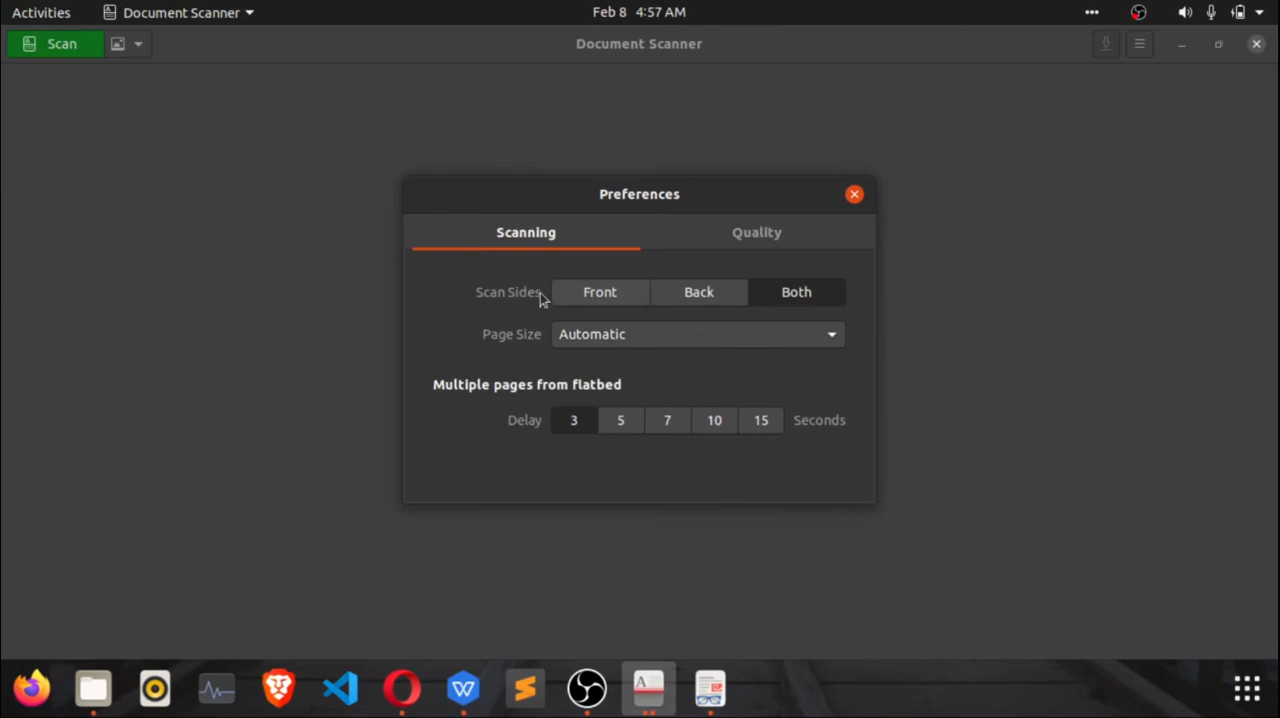 Activities Document Scanner Feb 8 4:57 AM
Scan Document Scanner
Preferences
Scanning Quality
Scan Sides Front Back Both
Page Size Automatic
Multiple pages from flatbed
Delay 3 5 7 10 15 Seconds